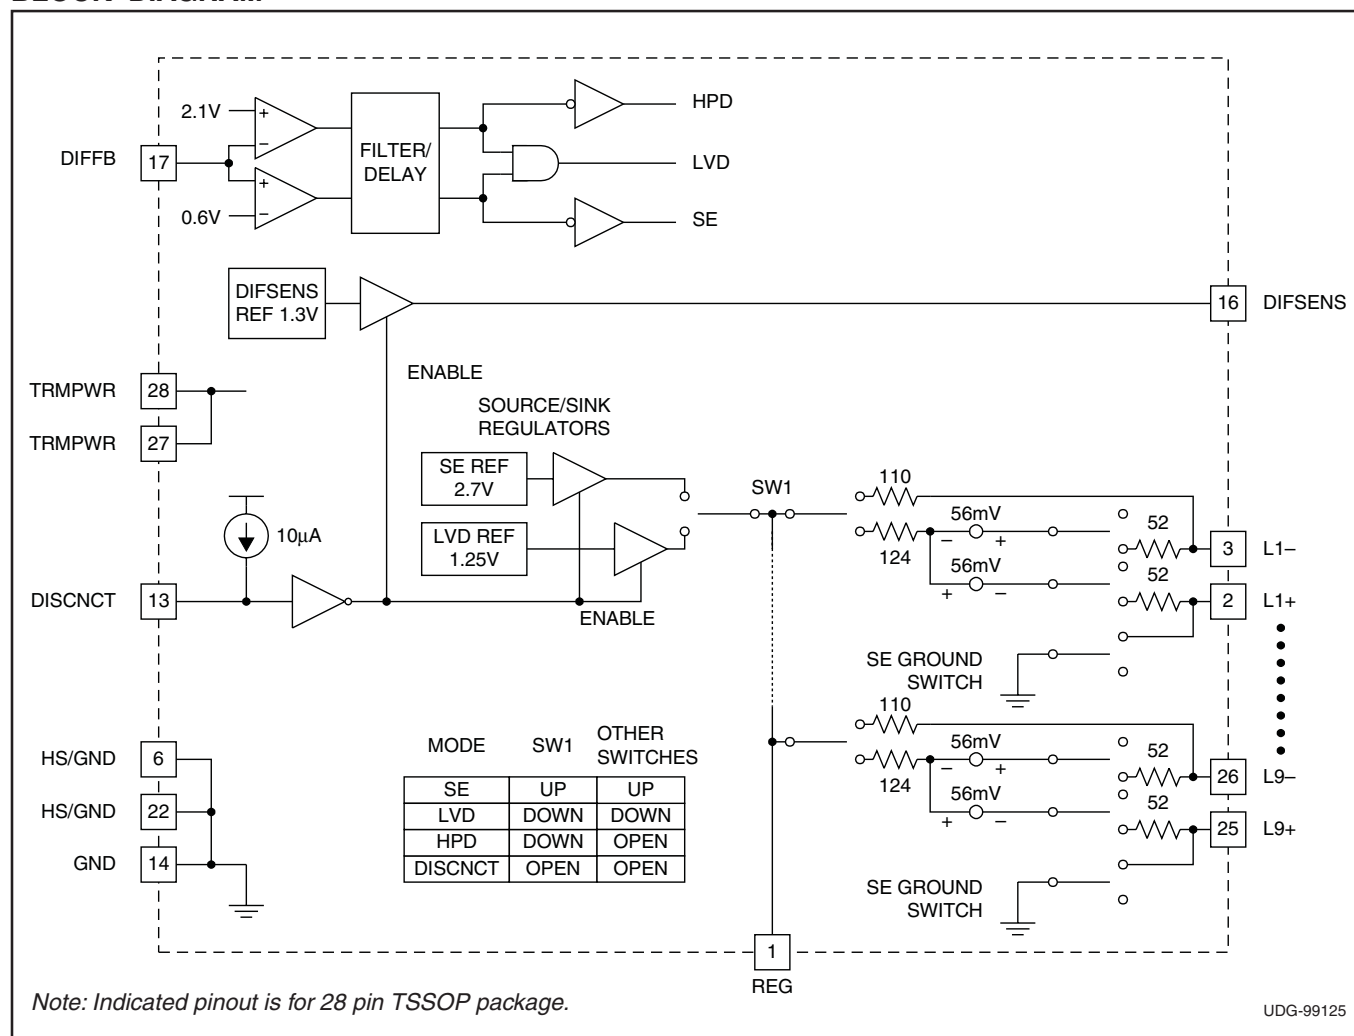 2.1V
+
−
DIFFB
17
+
−
0.6V
FILTER/
DELAY
HPD
LVD
SE
DIFSENS
REF 1.3V
16
DIFSENS
ENABLE
TRMPWR
28
TRMPWR
27
SOURCE/SINK
REGULATORS
SE REF
2.7V
LVD REF
1.25V
SW1
10µA
DISCNCT
13
ENABLE
110
124
56mV
− +
56mV
+ −
52
52
3
L1–
2
L1+
SE GROUND
SWITCH
110
124
56mV
− +
56mV
+ −
52
52
26
L9–
25
L9+
SE GROUND
SWITCH
HS/GND
6
HS/GND
22
GND
14
MODE SW1 OTHER
SWITCHES
SE UP UP
LVD DOWN DOWN
HPD DOWN OPEN
DISCNCT OPEN OPEN
1
REG
Note: Indicated pinout is for 28 pin TSSOP package.
UDG-99125